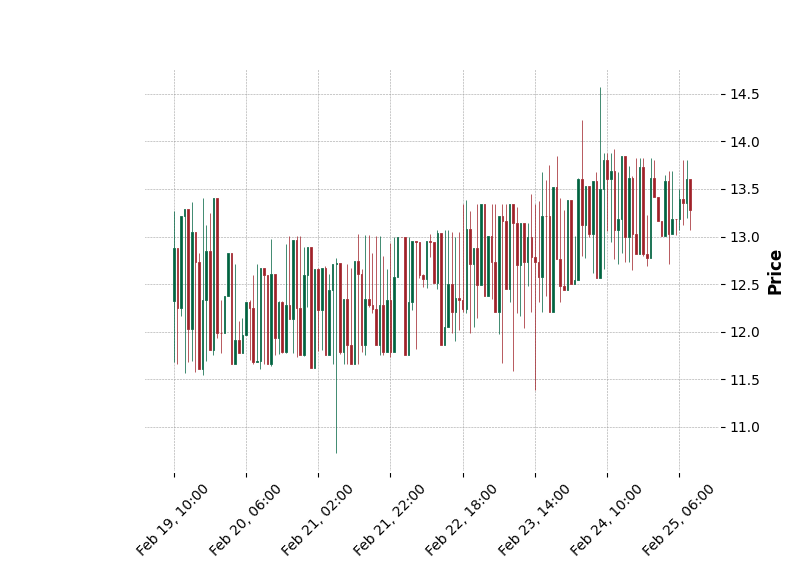 14.5
14.0
13.5
13.0
12.5
12.0
11.5
11.0
Price
Feb 19, 10:00
Feb 20, 06:00
Feb 21, 02:00
Feb 21, 22:00
Feb 22, 18:00
Feb 23, 14:00
Feb 24, 10:00
Feb 25, 06:00